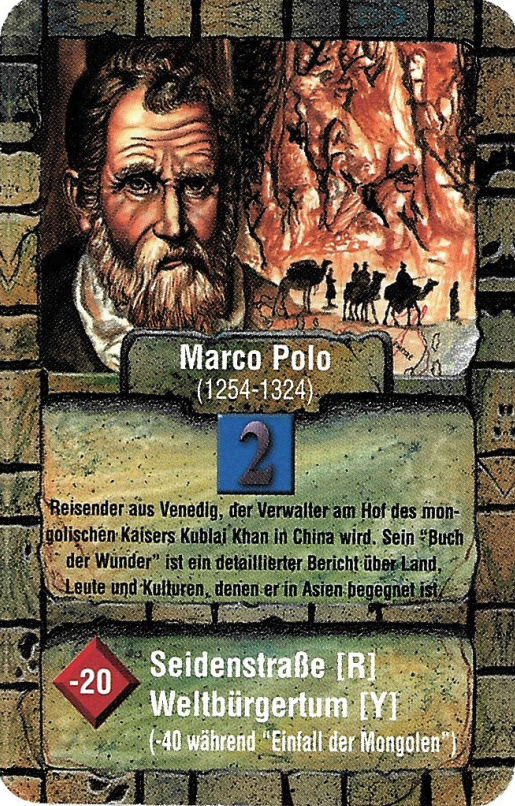 Marco Polo
(1254-1324)
2
Reisender aus Venedig, der Verwalter am Hof des mon-
golischen Kaisers Kublai Khan in China wird. Sein "Buch
der Wunder" ist ein detaillierter Bericht über Land,
Leute und Kulturen, denen er in Asien begegnet ist.
-20
Seidenstraße [R]
Weltbürgertum [Y]
(-40 während "Einfall der Mongolen")